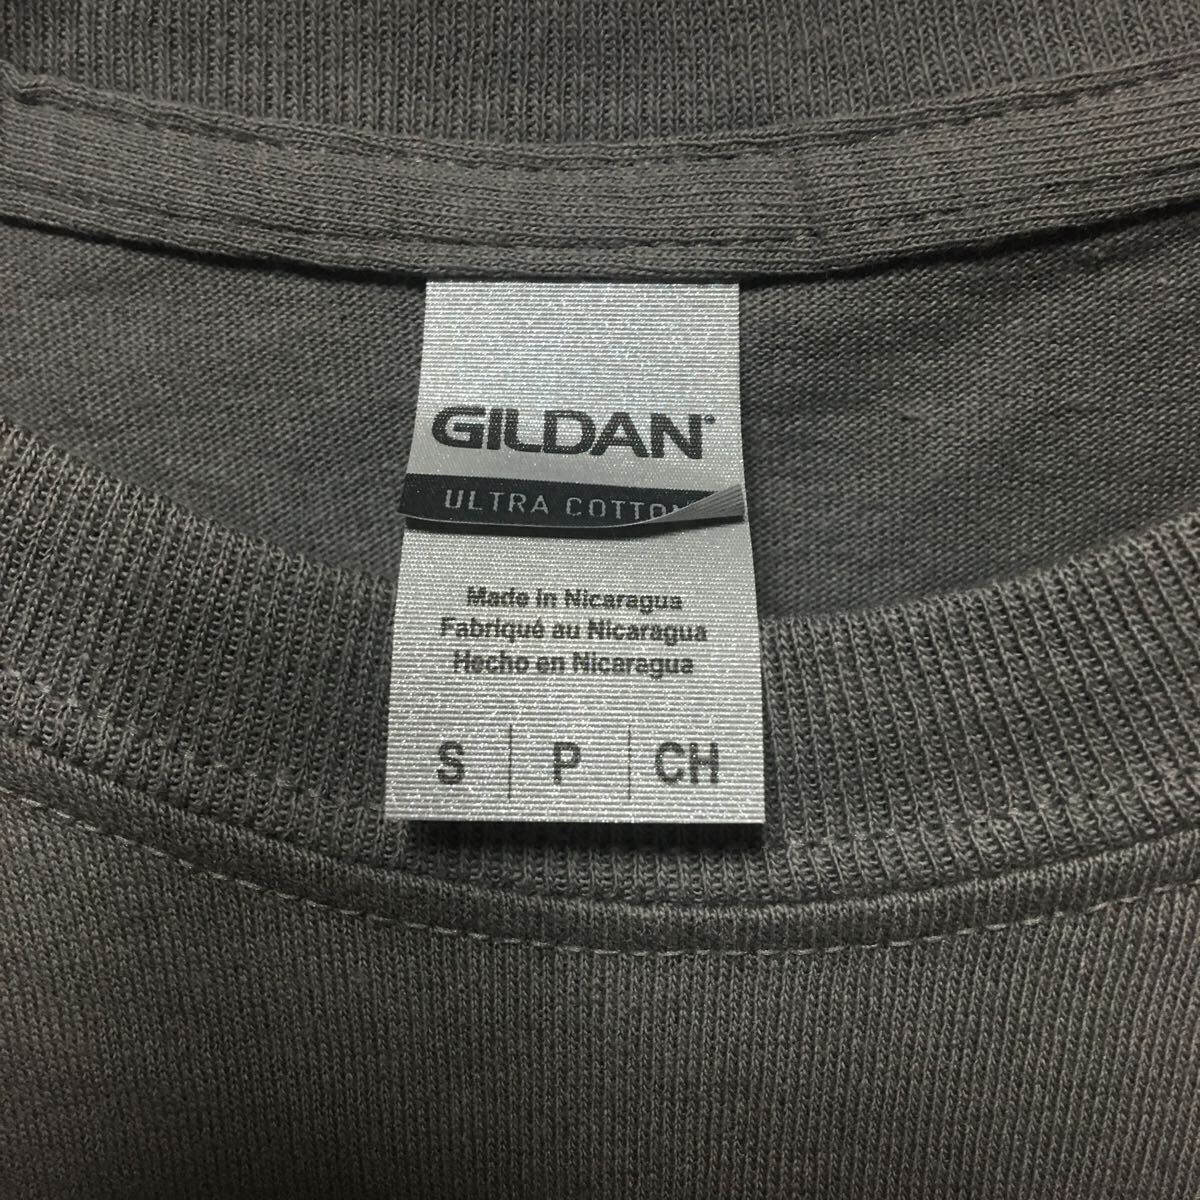 GILDAN®
ULTRA COTTON
Made in Nicaragua
Fabriqué au Nicaragua
Hecho en Nicaragua
S | P | CH